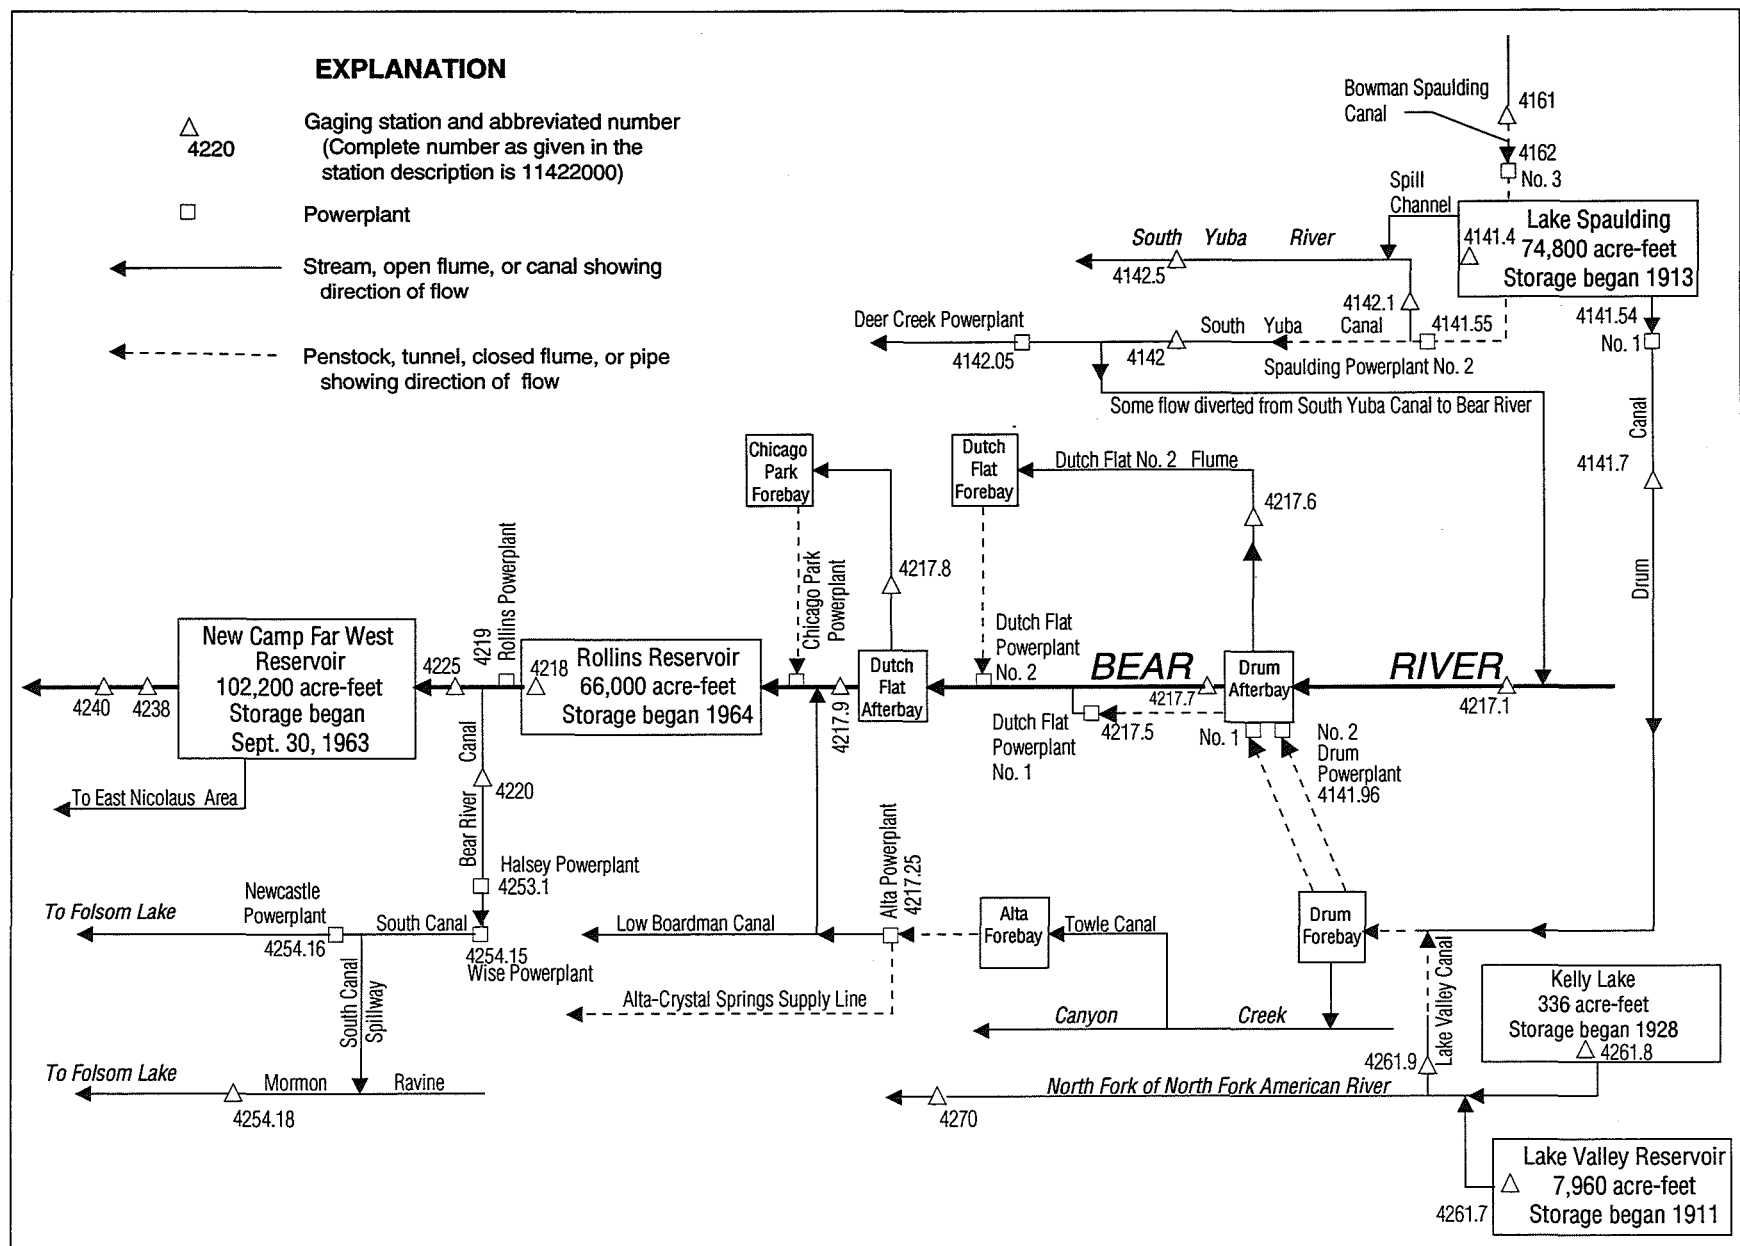 EXPLANATION
4220
Gaging station and abbreviated number
(Complete number as given in the
station description is 11422000)
Powerplant
Stream, open flume, or canal showing
direction of flow
Penstock, tunnel, closed flume, or pipe
showing direction of flow
Bowman Spaulding
Canal
4161
4162
No. 3
Spill
Channel
Lake Spaulding
4141.4
74,800 acre-feet
Storage began 1913
South Yuba River
4142.5
4142.1
4141.54
No. 1
Deer Creek Powerplant
4142.05
4142
South Yuba Canal
4141.55
Spaulding Powerplant No. 2
Some flow diverted from South Yuba Canal to Bear River
Drum Canal
4141.7
Chicago
Park
Forebay
Dutch
Flat
Forebay
Dutch Flat No. 2 Flume
4217.6
4217.8
Chicago Park
Powerplant
Dutch Flat
Powerplant
No. 2
Rollins Powerplant
4219
New Camp Far West
Reservoir
102,200 acre-feet
Storage began
Sept. 30, 1963
4225
4218
Rollins Reservoir
66,000 acre-feet
Storage began 1964
4217.9
Dutch
Flat
Afterbay
BEAR RIVER
4217.7
Drum
Afterbay
4217.1
4240
4238
Dutch Flat
Powerplant
No. 1
4217.5
No. 1
No. 2
Drum
Powerplant
4141.96
To East Nicolaus Area
Bear River Canal
4220
Halsey Powerplant
4253.1
Newcastle
Powerplant
To Folsom Lake
4254.16
South Canal
4254.15
Wise Powerplant
South Canal
Spillway
Low Boardman Canal
Alta Powerplant
4217.25
Alta
Forebay
Towle Canal
Drum
Forebay
Alta-Crystal Springs Supply Line
Canyon Creek
Lake Valley Canal
4261.9
Kelly Lake
336 acre-feet
Storage began 1928
4261.8
To Folsom Lake
Mormon Ravine
4254.18
North Fork of North Fork American River
4270
Lake Valley Reservoir
7,960 acre-feet
Storage began 1911
4261.7